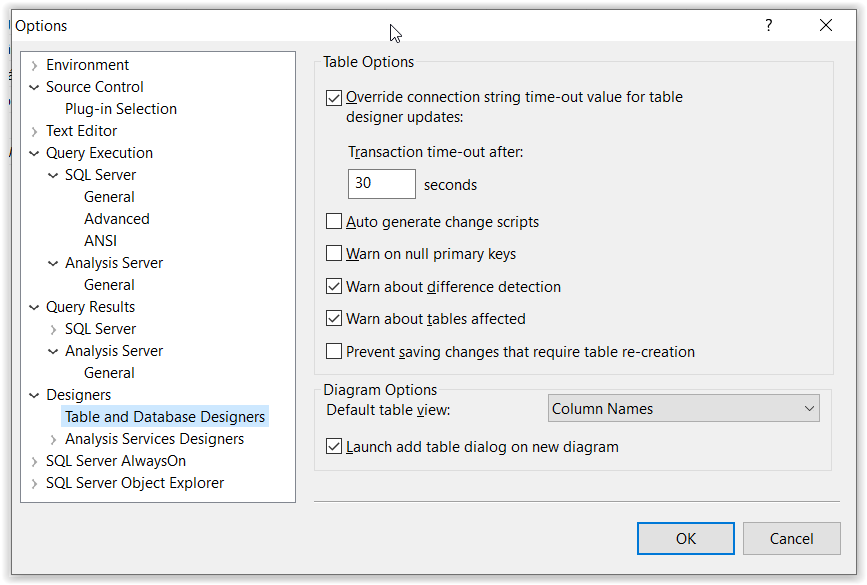 Options
?
Environment
Source Control
Plug-in Selection
Text Editor
Query Execution
SQL Server
General
Advanced
ANSI
Analysis Server
General
Query Results
SQL Server
Analysis Server
General
Designers
Table and Database Designers
Analysis Services Designers
SQL Server AlwaysOn
SQL Server Object Explorer
Table Options
Override connection string time-out value for table
designer updates:
Transaction time-out after:
30 seconds
Auto generate change scripts
Warn on null primary keys
Warn about difference detection
Warn about tables affected
Prevent saving changes that require table re-creation
Diagram Options
Default table view: Column Names
Launch add table dialog on new diagram
OK Cancel